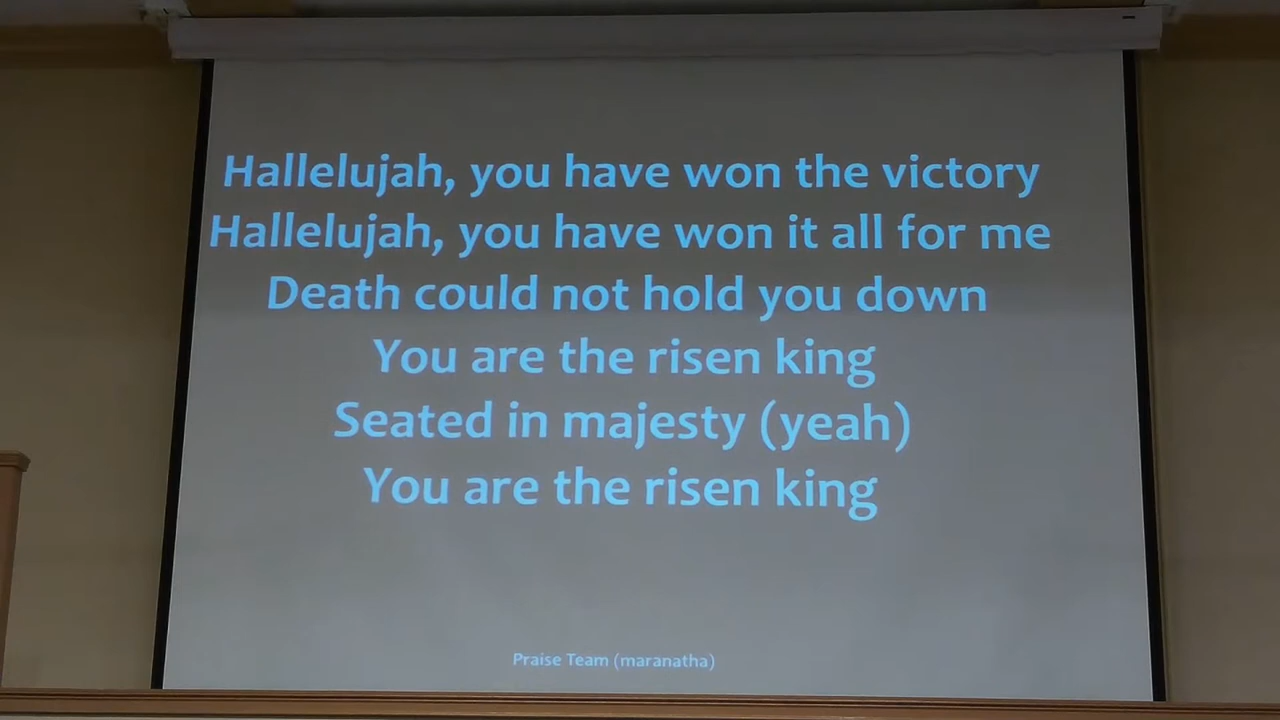 Hallelujah, you have won the victory
Hallelujah, you have won it all for me
Death could not hold you down
You are the risen king
Seated in majesty (yeah)
You are the risen king
Praise Team (maranatha)